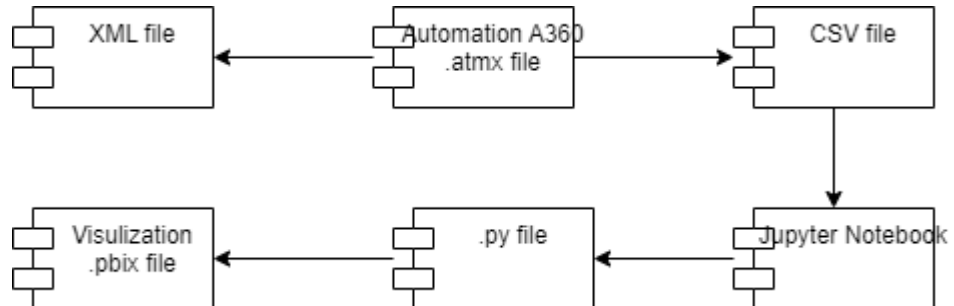 XML file
Automation A360
.atmx file
CSV file
Visulization
.pbix file
.py file
Jupyter Notebook